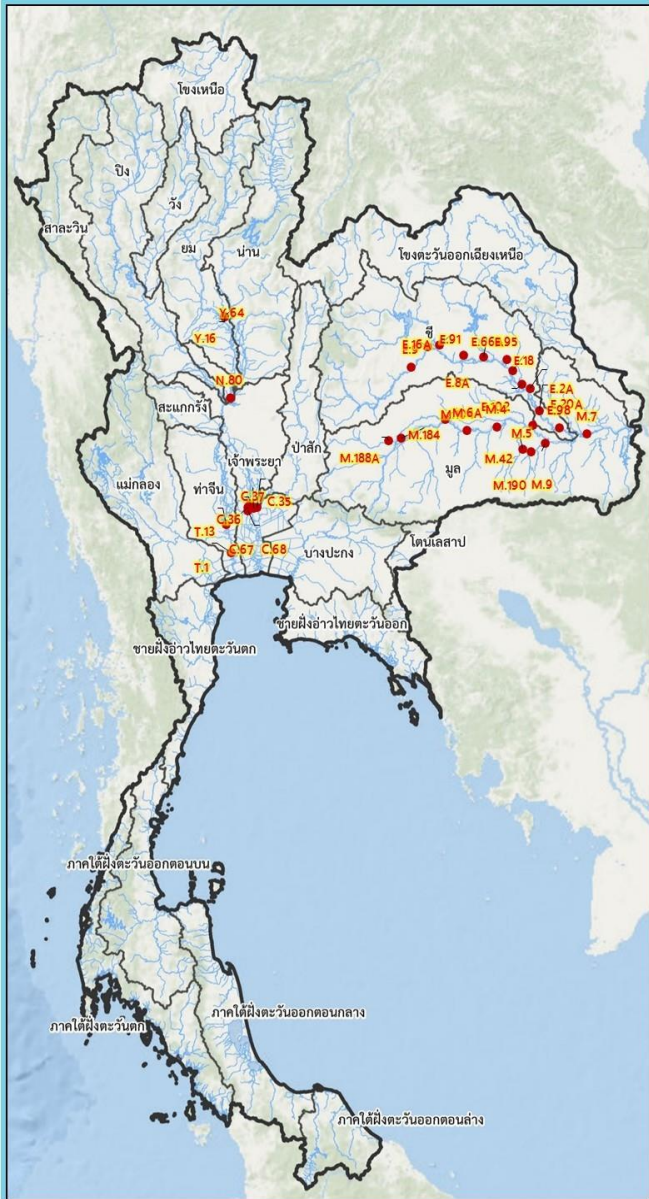 โขงเหนือ
ปิง
วัง
สาละวิน
ยม
น่าน
โขงตะวันออกเฉียงเหนือ
Y.64
ชี
Y.16
E.16A
E.91
E.66
E.95
E.18
N.80
E.8A
E.2A
สะแกกรัง
E.20A
E.98
M.7
M.6A
M.4
M.5
ป่าสัก
M.184
เจ้าพระยา
M.188A
M.42
มูล
แม่กลอง
ท่าจีน
M.190
M.9
C.37
C.35
C.36
T.13
โตนเลสาป
C.67
C.68
บางปะกง
T.1
ชายฝั่งอ่าวไทยตะวันออก
ชายฝั่งอ่าวไทยตะวันตก
ภาคใต้ฝั่งตะวันออกตอนบน
ภาคใต้ฝั่งตะวันออกตอนกลาง
ภาคใต้ฝั่งตะวันตก
ภาคใต้ฝั่งตะวันออกตอนล่าง